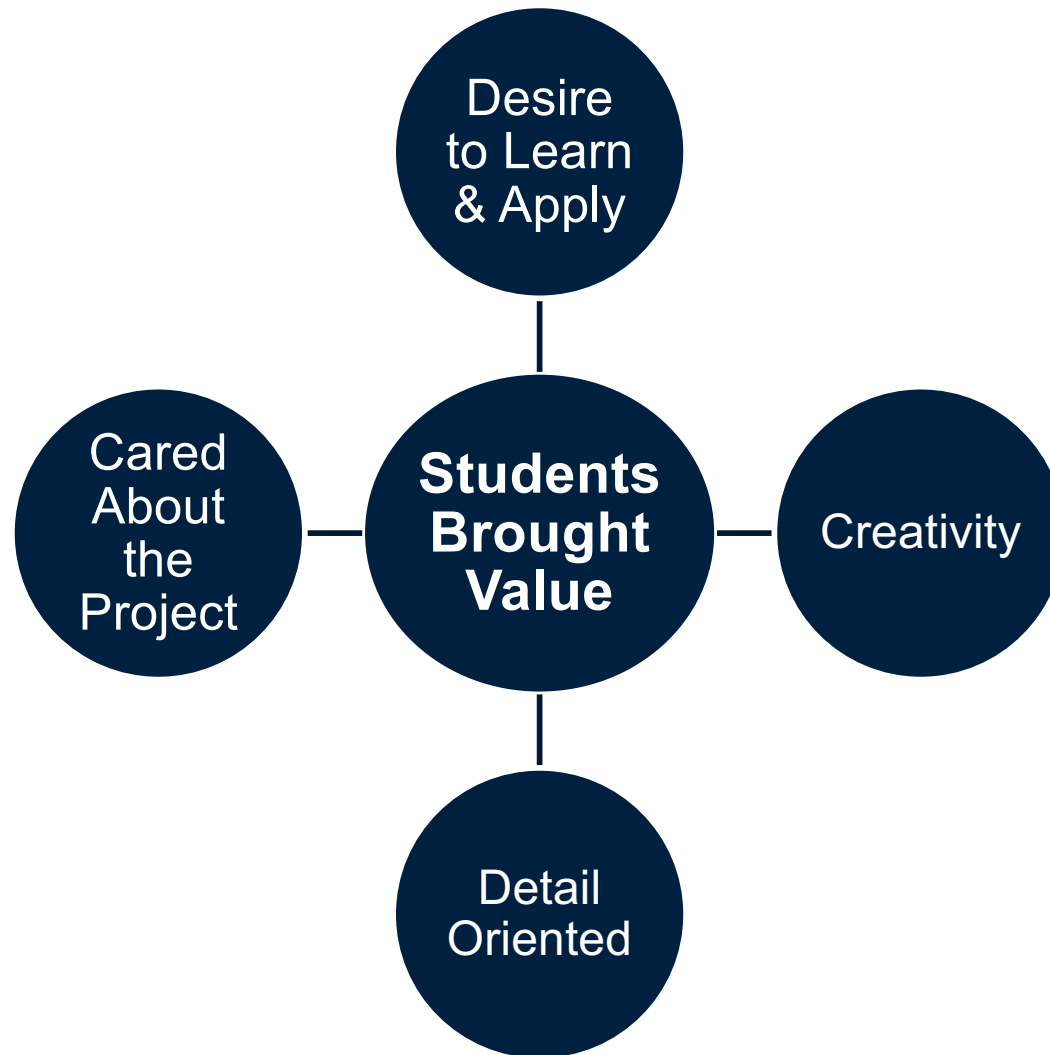 Desire
to Learn
& Apply
Cared
About
the
Project
Students
Brought
Value
Creativity
Detail
Oriented